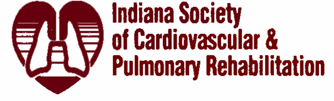 Indiana Society
of Cardiovascular &
Pulmonary Rehabilitation